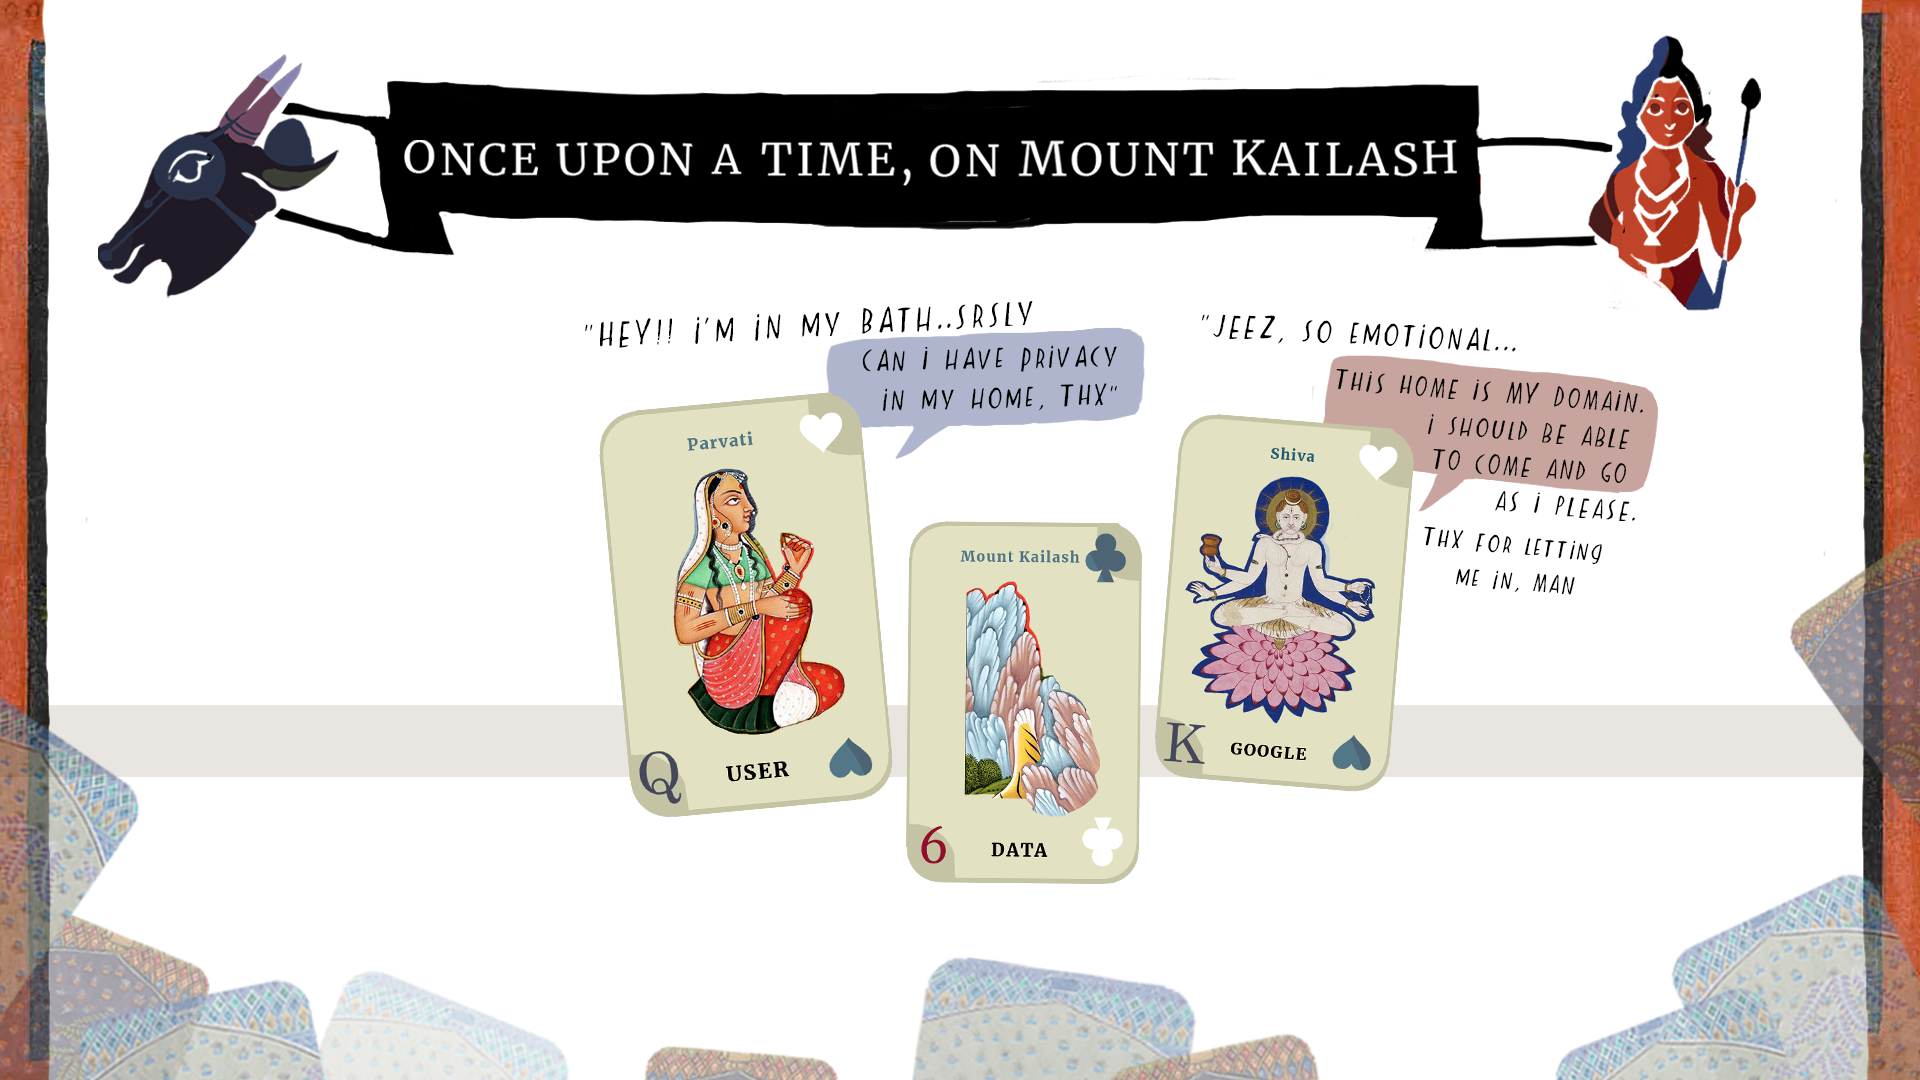 ONCE UPON A TIME, ON MOUNT KAILASH
"HEY!! I'M IN MY BATH..SRSLY
CAN I HAVE PRIVACY
IN MY HOME, THX"
"JEEZ, SO EMOTIONAL...
THIS HOME IS MY DOMAIN.
I SHOULD BE ABLE
TO COME AND GO
AS I PLEASE.
THX FOR LETTING
ME IN, MAN
Parvati
Q
USER
Mount Kailash
6
DATA
Shiva
K
GOOGLE